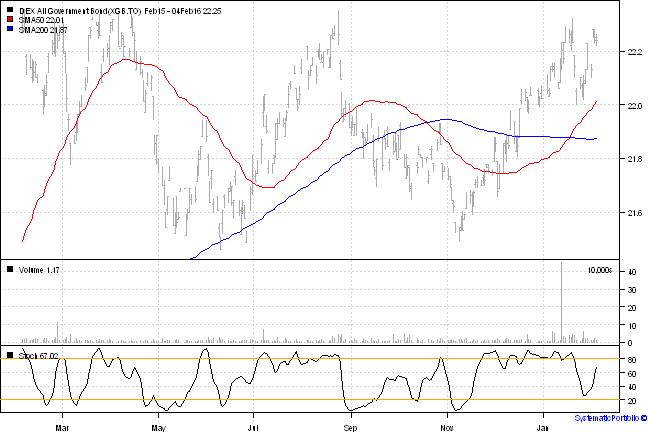 DEX All Government Bond(XGB.TO) Feb15 - 04Feb16 22.25
SMA50 22.01
SMA200 21.87
22.2
22.0
21.8
21.6
Volume 1.17
10,000s
40
30
20
10
0
Stoch 67.02
80
60
40
20
Mar May Jul Sep Nov Jan
SystematicPortfolio ©